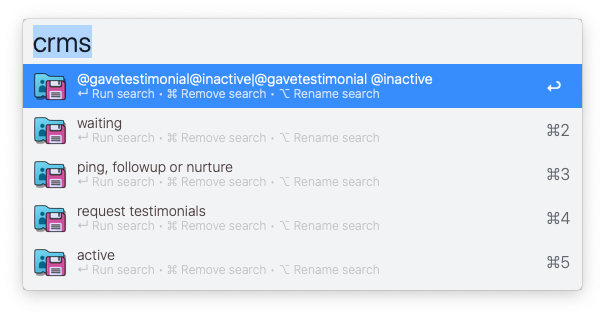 crms
@gavetestimonial@inactive|@gavetestimonial @inactive
↩ Run search • ⌘ Remove search • ⌥ Rename search
↩
waiting
↩ Run search • ⌘ Remove search • ⌥ Rename search
⌘2
ping, followup or nurture
↩ Run search • ⌘ Remove search • ⌥ Rename search
⌘3
request testimonials
↩ Run search • ⌘ Remove search • ⌥ Rename search
⌘4
active
↩ Run search • ⌘ Remove search • ⌥ Rename search
⌘5